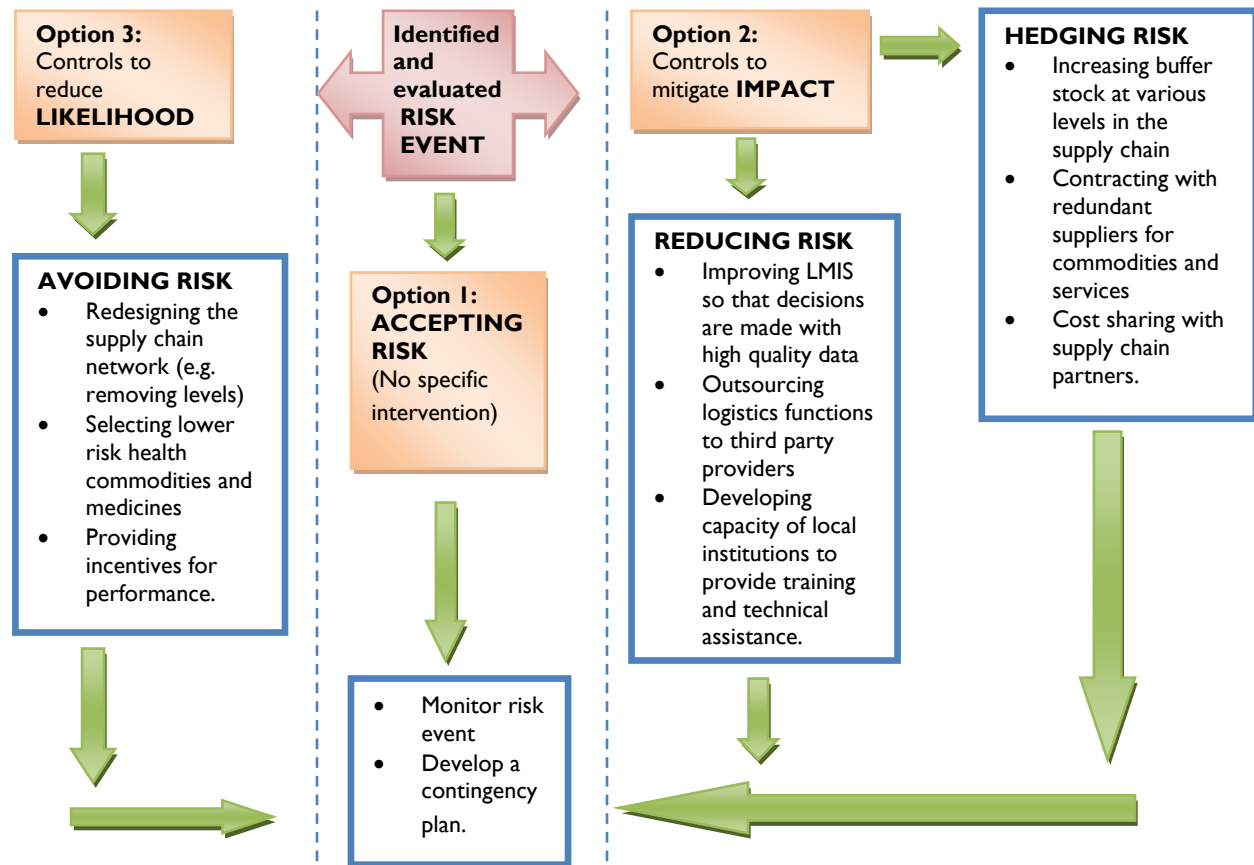 Option 3:
Controls to
reduce
LIKELIHOOD
AVOIDING RISK
• Redesigning the
supply chain
network (e.g.
removing levels)
• Selecting lower
risk health
commodities and
medicines
• Providing
incentives for
performance.
Identified
and
evaluated
RISK
EVENT
Option 1:
ACCEPTING
RISK
(No specific
intervention)
• Monitor risk
event
• Develop a
contingency
plan.
Option 2:
Controls to
mitigate IMPACT
REDUCING RISK
• Improving LMIS
so that decisions
are made with
high quality data
• Outsourcing
logistics functions
to third party
providers
• Developing
capacity of local
institutions to
provide training
and technical
assistance.
HEDGING RISK
• Increasing buffer
stock at various
levels in the
supply chain
• Contracting with
redundant
suppliers for
commodities and
services
• Cost sharing with
supply chain
partners.